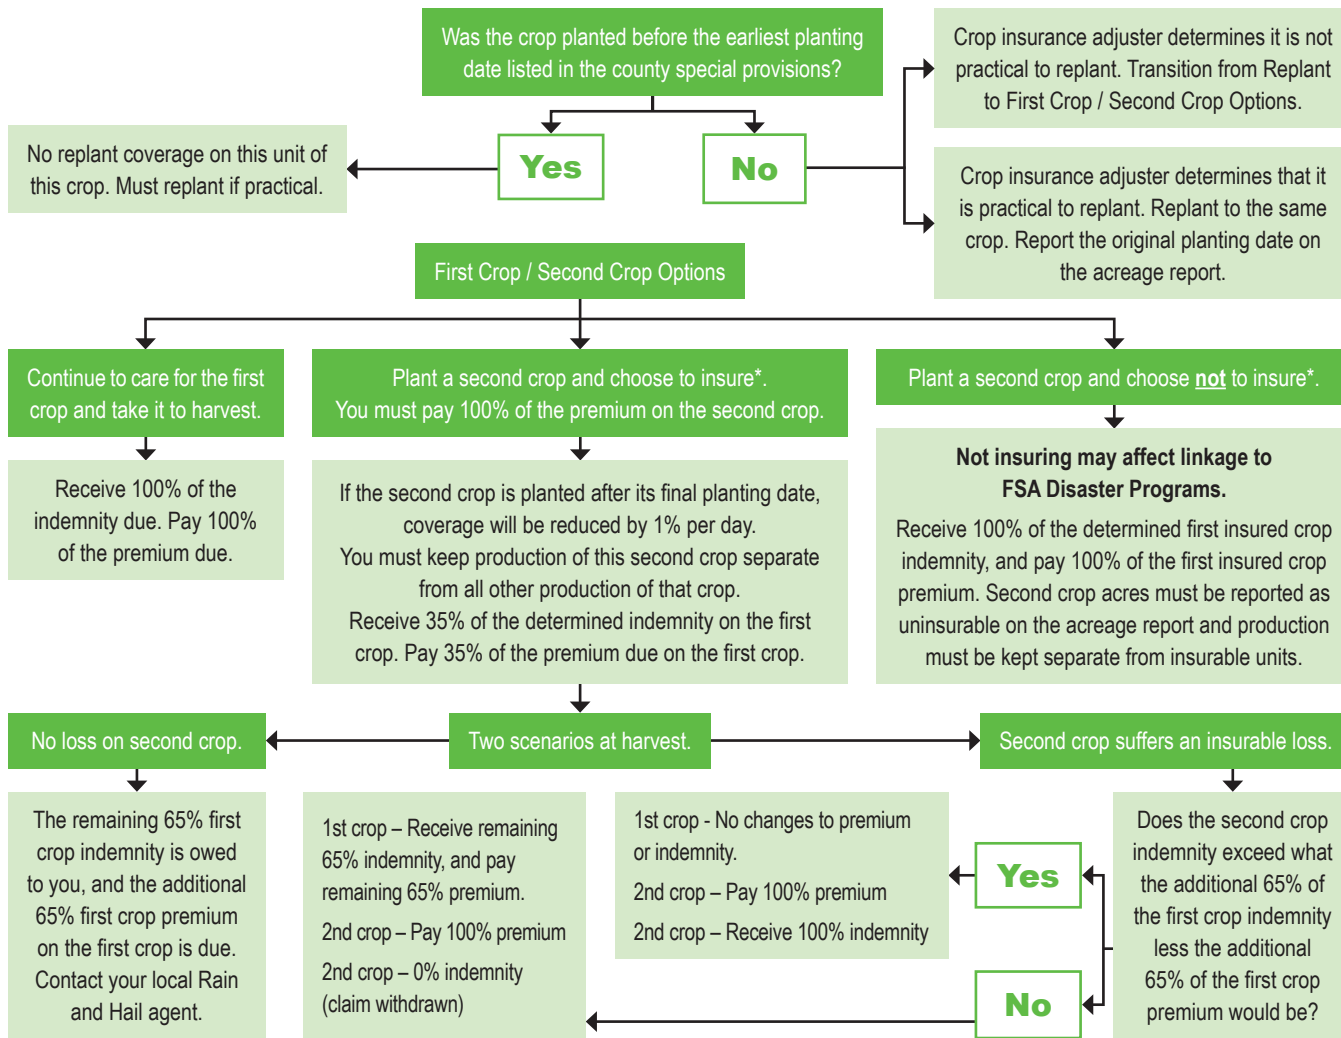 Was the crop planted before the earliest planting
date listed in the county special provisions?
Crop insurance adjuster determines it is not
practical to replant. Transition from Replant
to First Crop / Second Crop Options.
No replant coverage on this unit of
this crop. Must replant if practical.
Yes
No
Crop insurance adjuster determines that it
is practical to replant. Replant to the same
crop. Report the original planting date on
the acreage report.
First Crop / Second Crop Options
Continue to care for the first
crop and take it to harvest.
Receive 100% of the
indemnity due. Pay 100%
of the premium due.
Plant a second crop and choose to insure*.
You must pay 100% of the premium on the second crop.
If the second crop is planted after its final planting date,
coverage will be reduced by 1% per day.
You must keep production of this second crop separate
from all other production of that crop.
Receive 35% of the determined indemnity on the first
crop. Pay 35% of the premium due on the first crop.
Plant a second crop and choose not to insure*.
Not insuring may affect linkage to
FSA Disaster Programs.
Receive 100% of the determined first insured crop
indemnity, and pay 100% of the first insured crop
premium. Second crop acres must be reported as
uninsurable on the acreage report and production
must be kept separate from insurable units.
No loss on second crop.
Two scenarios at harvest.
Second crop suffers an insurable loss.
The remaining 65% first
crop indemnity is owed
to you, and the additional
65% first crop premium
on the first crop is due.
Contact your local Rain
and Hail agent.
1st crop – Receive remaining
65% indemnity, and pay
remaining 65% premium.
2nd crop – Pay 100% premium
2nd crop – 0% indemnity
(claim withdrawn)
1st crop - No changes to premium
or indemnity.
2nd crop – Pay 100% premium
2nd crop – Receive 100% indemnity
Yes
No
Does the second crop
indemnity exceed what
the additional 65% of
the first crop indemnity
less the additional
65% of the first crop
premium would be?